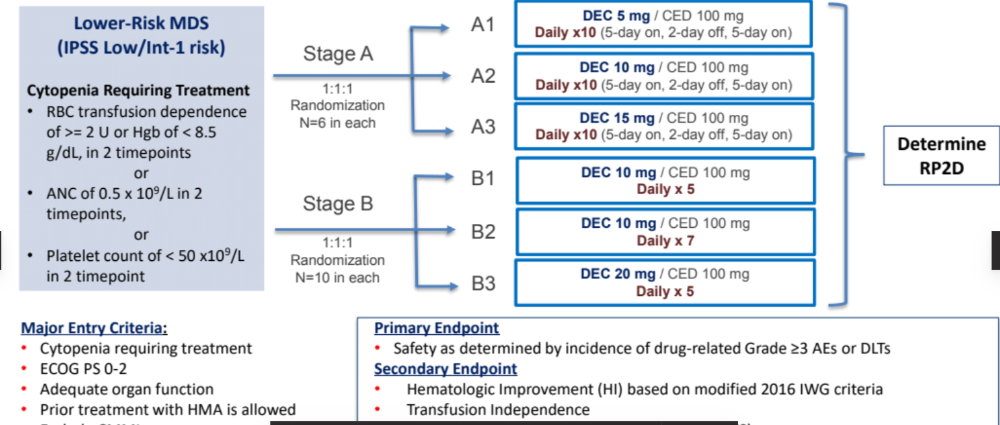 Lower-Risk MDS
(IPSS Low/Int-1 risk)
Cytopenia Requiring Treatment
• RBC transfusion dependence
of >= 2 U or Hgb of < 8.5
g/dL, in 2 timepoints
or
• ANC of 0.5 x 10⁹/L in 2
timepoints,
or
• Platelet count of < 50 x10⁹/L
in 2 timepoint
Stage A
1:1:1
Randomization
N=6 in each
A1
DEC 5 mg / CED 100 mg
Daily x10 (5-day on, 2-day off, 5-day on)
A2
DEC 10 mg / CED 100 mg
Daily x10 (5-day on, 2-day off, 5-day on)
A3
DEC 15 mg / CED 100 mg
Daily x10 (5-day on, 2-day off, 5-day on)
Stage B
1:1:1
Randomization
N=10 in each
B1
DEC 10 mg / CED 100 mg
Daily x 5
B2
DEC 10 mg / CED 100 mg
Daily x 7
B3
DEC 20 mg / CED 100 mg
Daily x 5
Determine
RP2D
Major Entry Criteria:
• Cytopenia requiring treatment
• ECOG PS 0-2
• Adequate organ function
• Prior treatment with HMA is allowed
Primary Endpoint
• Safety as determined by incidence of drug-related Grade ≥3 AEs or DLTs
Secondary Endpoint
• Hematologic Improvement (HI) based on modified 2016 IWG criteria
• Transfusion Independence